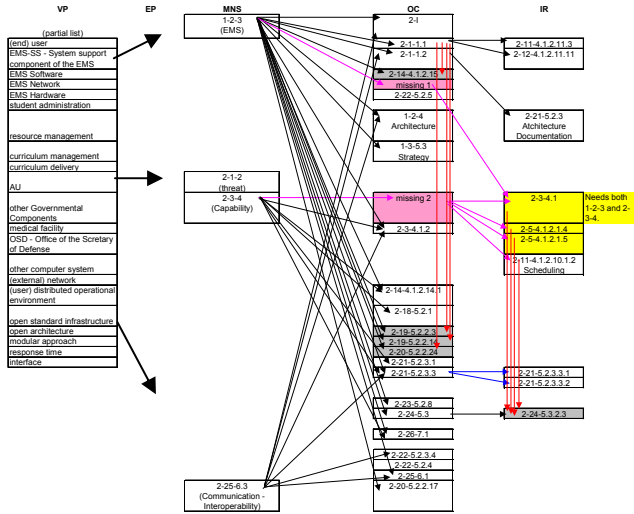 VP EP MNS OC IR
(partial list)
(end) user
EMS-SS - System support
component of the EMS
EMS Software
EMS Network
EMS Hardware
student administration
resource management
curriculum management
curriculum delivery
AU
other Governmental
Components
medical facility
OSD - Office of the Scretary
of Defense
other computer system
(external) network
(user) distributed operational
environment
open standard infrastructure
open architecture
modular approach
response time
interface
1-2-3
(EMS)
2-1-2
(threat)
2-3-4
(Capability)
2-25-6.3
(Communication -
Interoperability)
2-I
2-1-1.1
2-1-1.2
2-14-4.1.2.15
missing 1
2-22-5.2.5
1-2-4
Architecture
1-3-5.3
Strategy
missing 2
2-3-4.1.2
2-14-4.1.2.14.1
2-18-5.2.1
2-19-5.2.2.3
2-19-5.2.2.14
2-20-5.2.2.24
2-21-5.2.3.1
2-21-5.2.3.3
2-23-5.2.8
2-24-5.3
2-26-7.1
2-22-5.2.3.4
2-22-5.2.4
2-25-6.1
2-20-5.2.2.17
2-11-4.1.2.11.3
2-12-4.1.2.11.11
2-21-5.2.3
Atchitecture
Documentation
2-3-4.1
2-5-4.1.2.1.4
2-5-4.1.2.1.5
2-11-4.1.2.10.1.2
Scheduling
2-21-5.2.3.3.1
2-21-5.2.3.3.2
2-24-5.3.2.3
Needs both
1-2-3 and 2-
3-4.